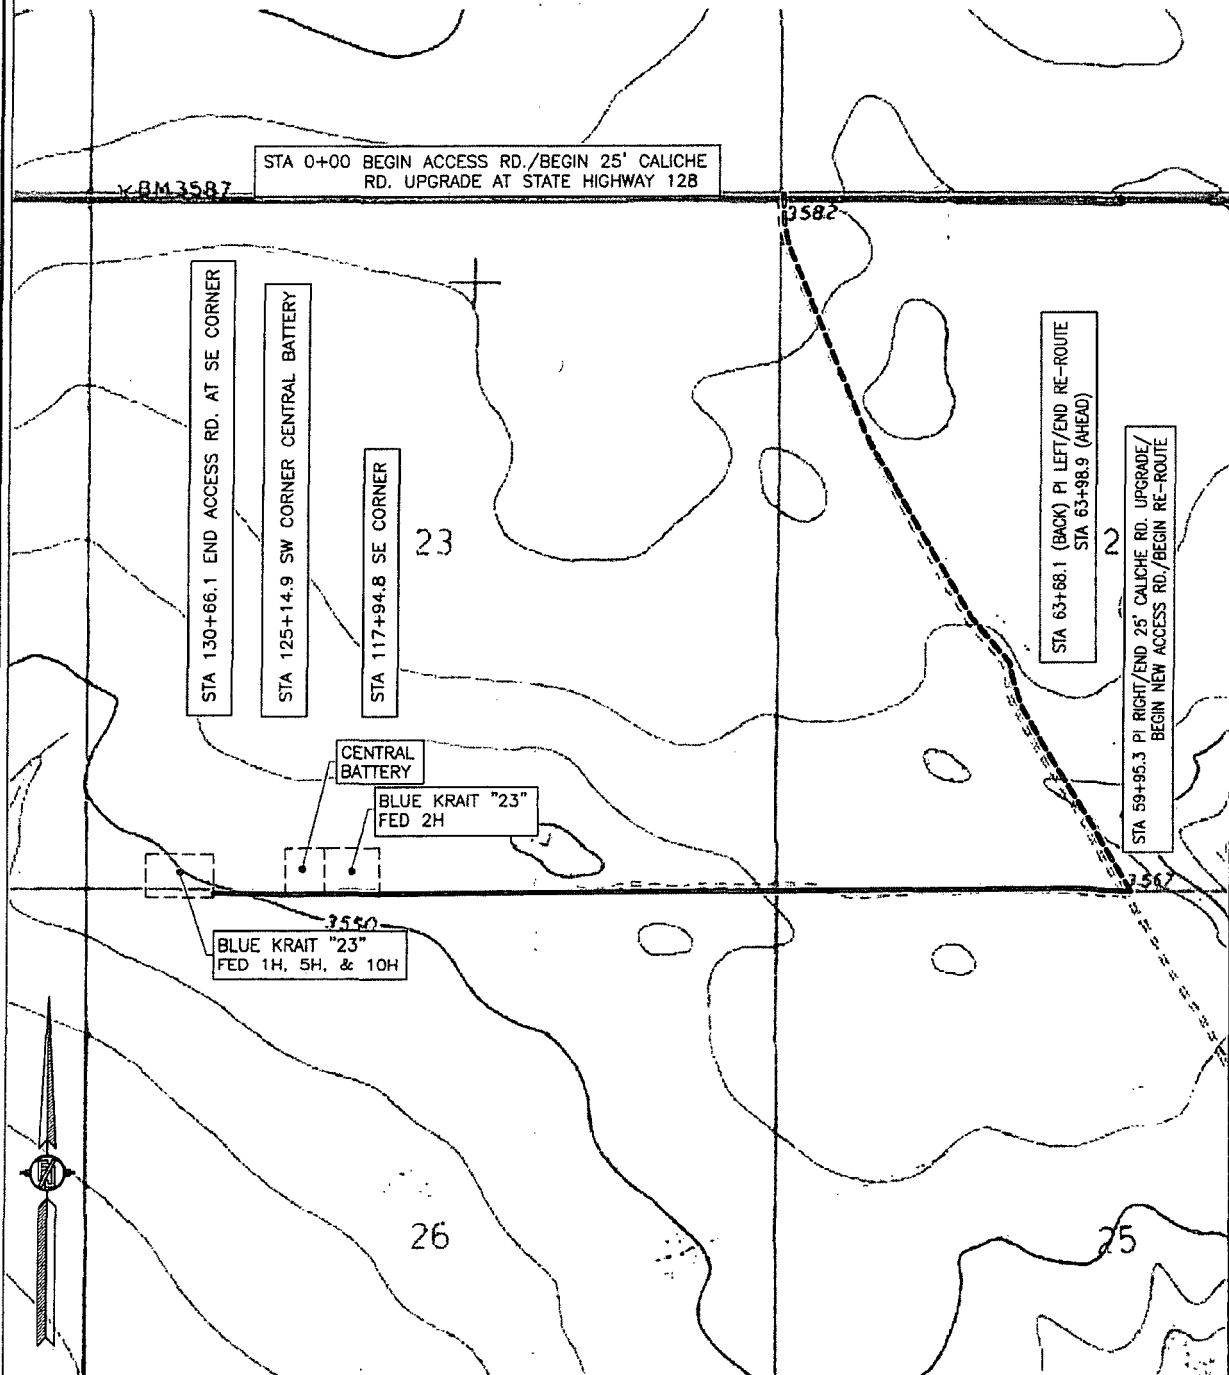 STA 0+00 BEGIN ACCESS RD./BEGIN 25' CALICHE
RD. UPGRADE AT STATE HIGHWAY 128
BM3587
3582
STA 130+66.1 END ACCESS RD. AT SE CORNER
STA 125+14.9 SW CORNER CENTRAL BATTERY
STA 117+94.8 SE CORNER
23
STA 63+68.1 (BACK) PI LEFT/END RE-ROUTE
STA 63+98.9 (AHEAD)
2
STA 59+95.3 PI RIGHT/END 25' CALICHE RD. UPGRADE/
BEGIN NEW ACCESS RD./BEGIN RE-ROUTE
CENTRAL
BATTERY
BLUE KRAIT "23"
FED 2H
3567
3550
BLUE KRAIT "23"
FED 1H, 5H, & 10H
26
25